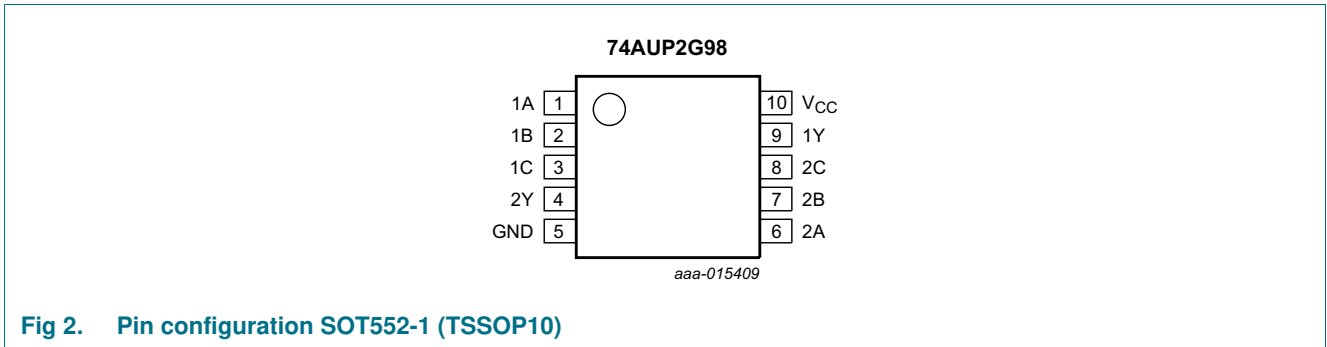 74AUP2G98
1A 1 10 VCC
1B 2 9 1Y
1C 3 8 2C
2Y 4 7 2B
GND 5 6 2A
aaa-015409
Fig 2. Pin configuration SOT552-1 (TSSOP10)